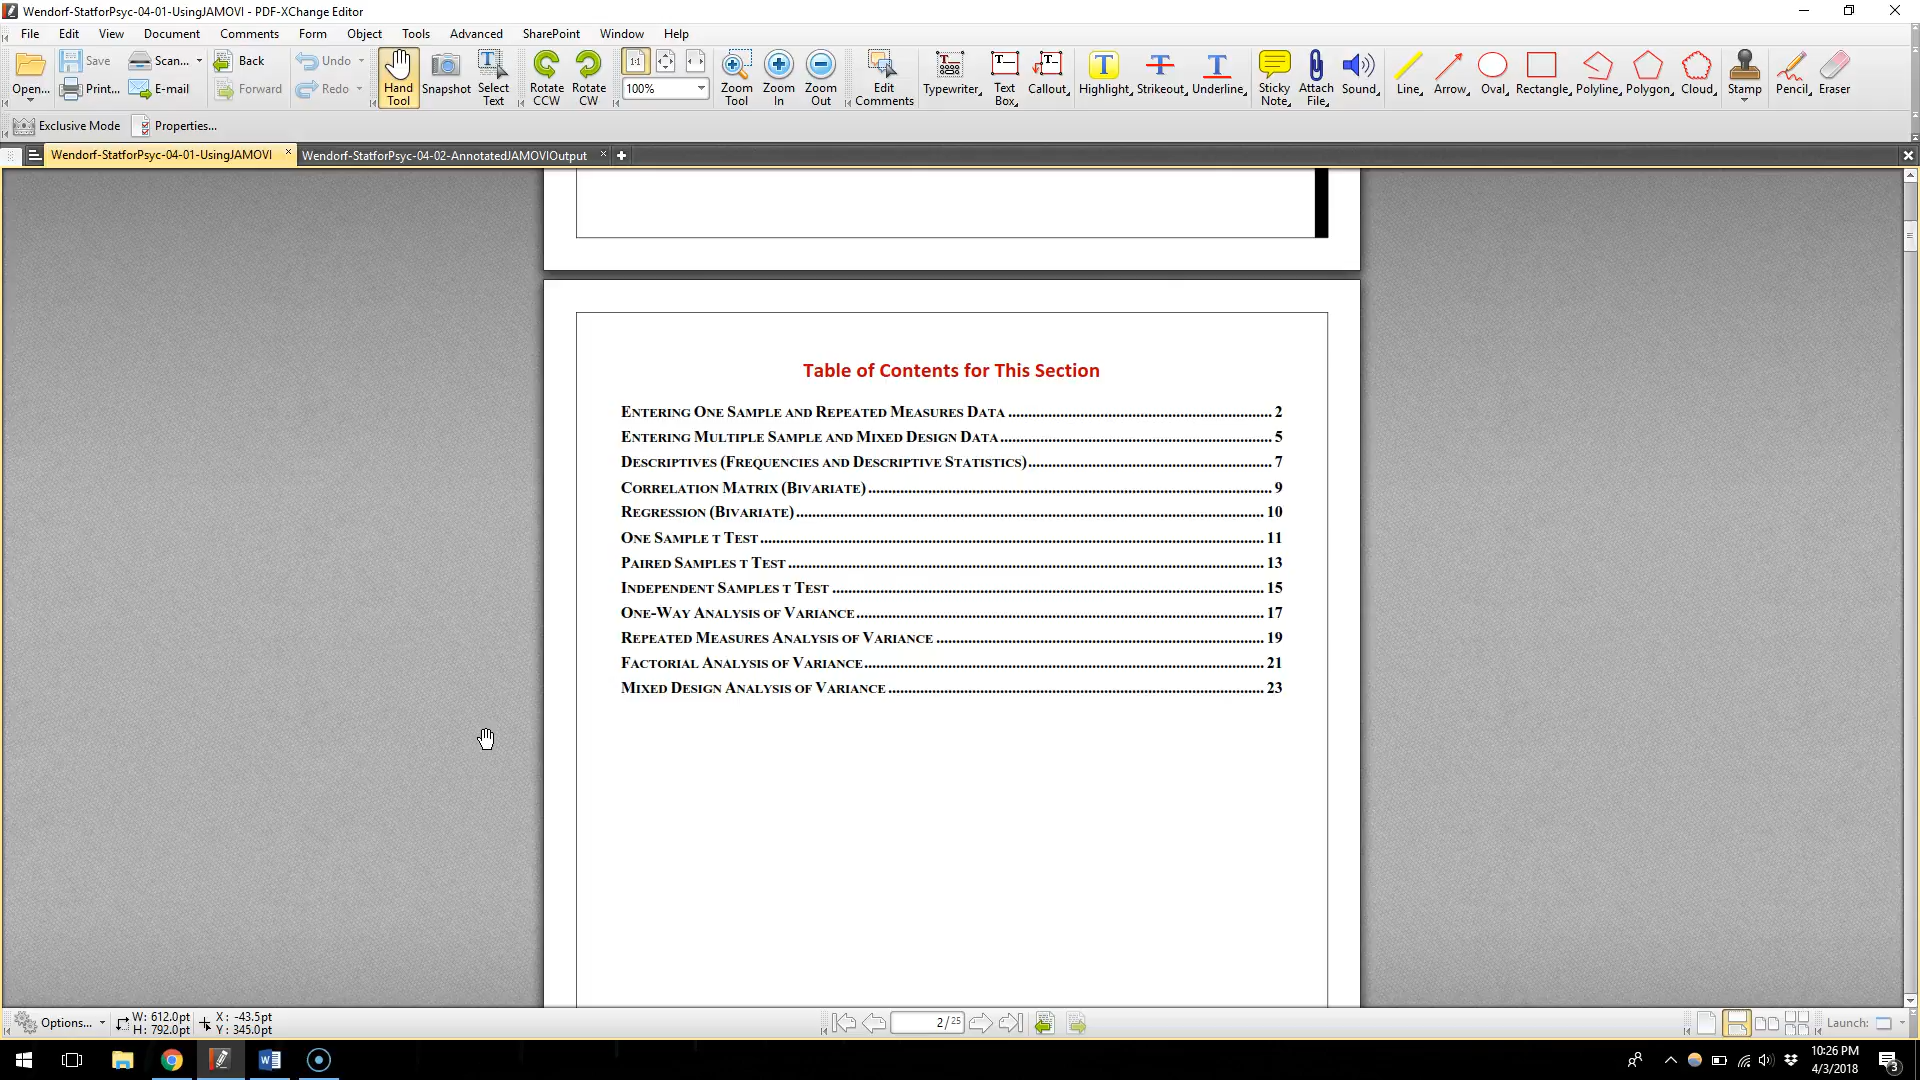 Wendorf-StatforPsyc-04-01-UsingJAMOVI - PDF-XChange Editor
File Edit View Document Comments Form Object Tools Advanced SharePoint Window Help
Open... Save Print... Scan... E-mail Back Forward Undo Redo Hand Tool Snapshot Select Text Rotate CCW Rotate CW 1:1 100% Zoom Tool Zoom In Zoom Out Edit Comments Typewriter Text Box Callout Highlight Strikeout Underline Sticky Note Attach File Sound Line Arrow Oval Rectangle Polyline Polygon Cloud Stamp Pencil Eraser
Exclusive Mode Properties...
Wendorf-StatforPsyc-04-01-UsingJAMOVI Wendorf-StatforPsyc-04-02-AnnotatedJAMOVIOutput
Table of Contents for This Section
Entering One Sample and Repeated Measures Data ... 2
Entering Multiple Sample and Mixed Design Data ... 5
Descriptives (Frequencies and Descriptive Statistics) ... 7
Correlation Matrix (Bivariate) ... 9
Regression (Bivariate) ... 10
One Sample t Test ... 11
Paired Samples t Test ... 13
Independent Samples t Test ... 15
One-Way Analysis of Variance ... 17
Repeated Measures Analysis of Variance ... 19
Factorial Analysis of Variance ... 21
Mixed Design Analysis of Variance ... 23
Options... W: 612.0pt X: -43.5pt
H: 792.0pt Y: 345.0pt
2 / 25
Launch:
10:26 PM
4/3/2018
3